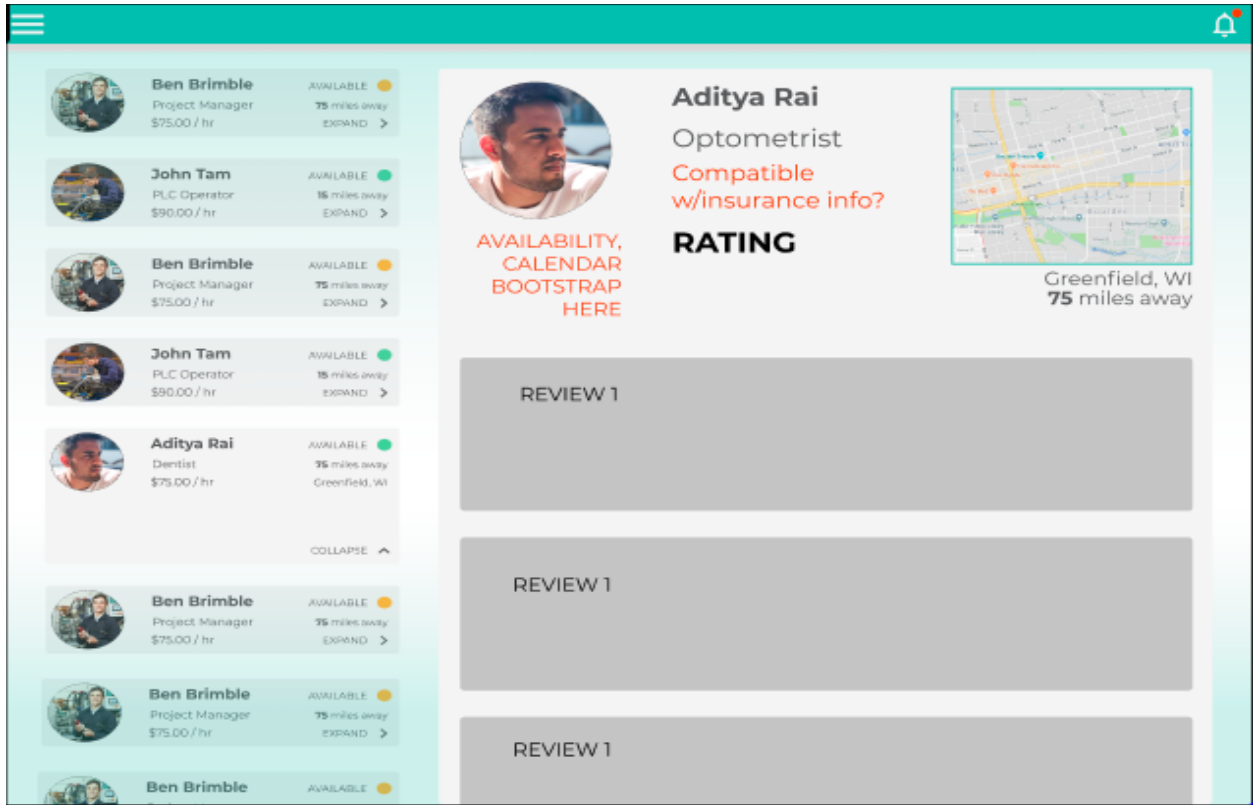 Ben Brimble
Project Manager
$75.00 / hr
AVAILABLE
75 miles away
EXPAND >
John Tam
PLC Operator
$90.00 / hr
AVAILABLE
15 miles away
EXPAND >
Ben Brimble
Project Manager
$75.00 / hr
AVAILABLE
75 miles away
EXPAND >
John Tam
PLC Operator
$90.00 / hr
AVAILABLE
15 miles away
EXPAND >
Aditya Rai
Dentist
$75.00 / hr
AVAILABLE
75 miles away
Greenfield, WI
COLLAPSE
Ben Brimble
Project Manager
$75.00 / hr
AVAILABLE
75 miles away
EXPAND >
Ben Brimble
Project Manager
$75.00 / hr
AVAILABLE
75 miles away
EXPAND >
Ben Brimble
AVAILABLE
Aditya Rai
Optometrist
Compatible
w/insurance info?
RATING
AVAILABILITY,
CALENDAR
BOOTSTRAP
HERE
Greenfield, WI
75 miles away
REVIEW 1
REVIEW 1
REVIEW 1